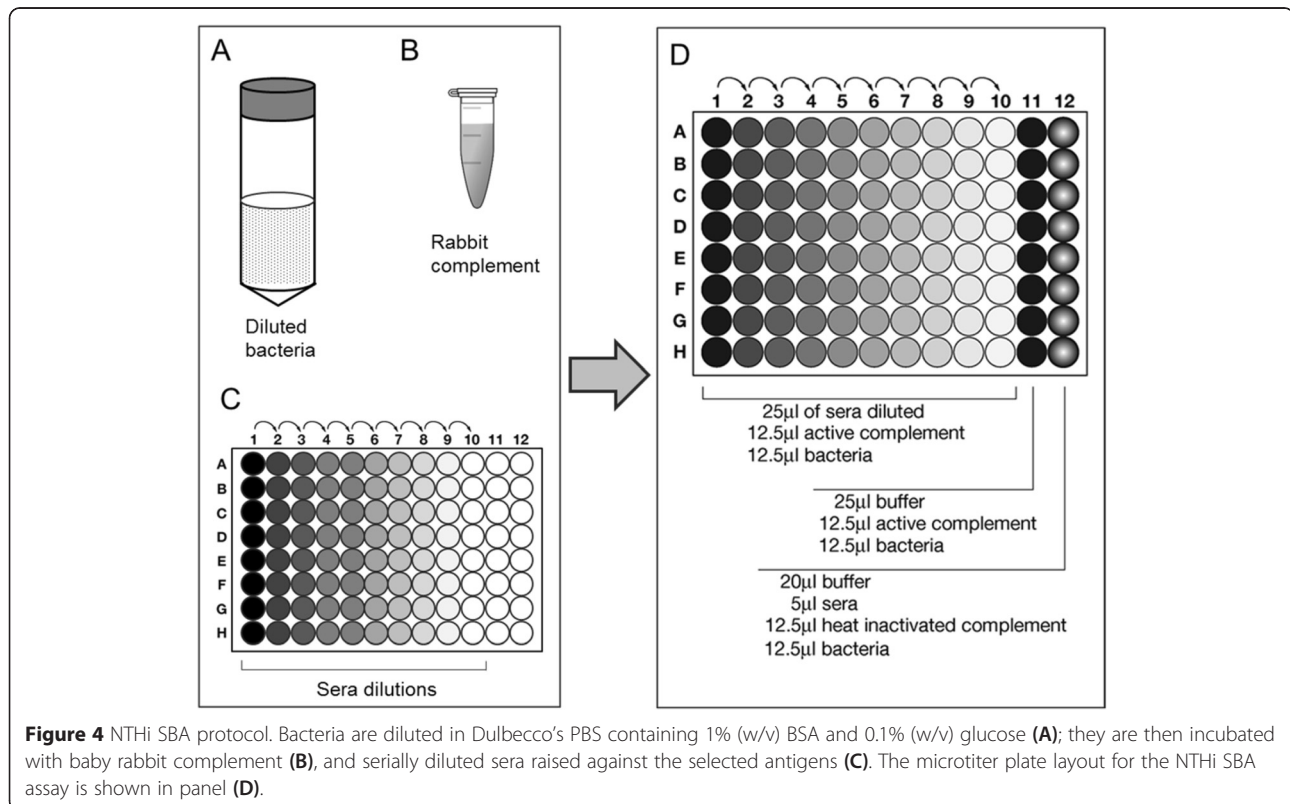 A
B
Rabbit
complement
Diluted
bacteria
C
1 2 3 4 5 6 7 8 9 10 11 12
A
B
C
D
E
F
G
H
Sera dilutions
D
1 2 3 4 5 6 7 8 9 10 11 12
A
B
C
D
E
F
G
H
25µl of sera diluted
12.5µl active complement
12.5µl bacteria
25µl buffer
12.5µl active complement
12.5µl bacteria
20µl buffer
5µl sera
12.5µl heat inactivated complement
12.5µl bacteria
Figure 4 NTHi SBA protocol. Bacteria are diluted in Dulbecco's PBS containing 1% (w/v) BSA and 0.1% (w/v) glucose (A); they are then incubated
with baby rabbit complement (B), and serially diluted sera raised against the selected antigens (C). The microtiter plate layout for the NTHi SBA
assay is shown in panel (D).